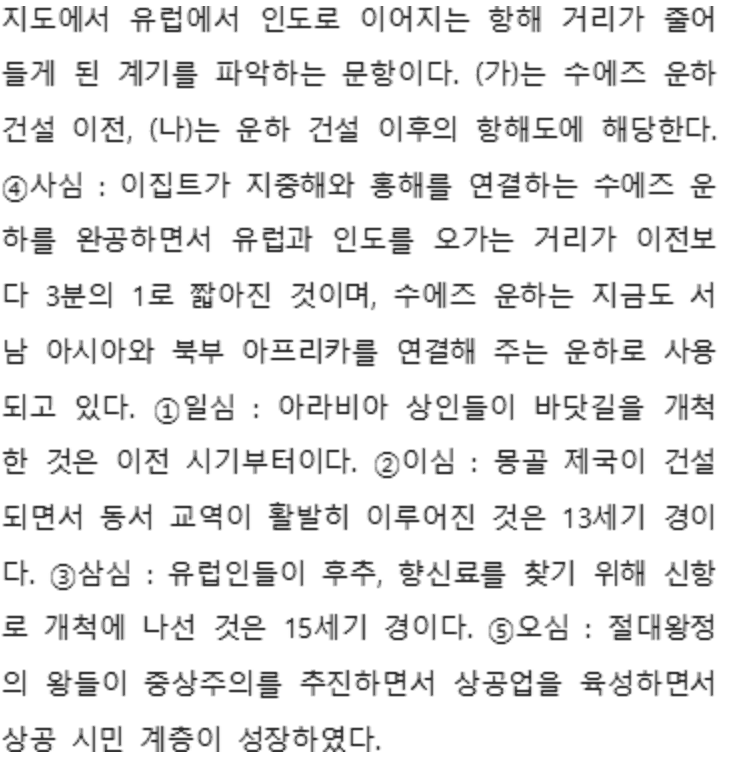 지도에서 유럽에서 인도로 이어지는 항해 거리가 줄어
들게 된 계기를 파악하는 문항이다. (가)는 수에즈 운하
건설 이전, (나)는 운하 건설 이후의 항해도에 해당한다.
④사심 : 이집트가 지중해와 홍해를 연결하는 수에즈 운
하를 완공하면서 유럽과 인도를 오가는 거리가 이전보
다 3분의 1로 짧아진 것이며, 수에즈 운하는 지금도 서
남 아시아와 북부 아프리카를 연결해 주는 운하로 사용
되고 있다. ①일심 : 아라비아 상인들이 바닷길을 개척
한 것은 이전 시기부터이다. ②이심 : 몽골 제국이 건설
되면서 동서 교역이 활발히 이루어진 것은 13세기 경이
다. ③삼심 : 유럽인들이 후추, 향신료를 찾기 위해 신항
로 개척에 나선 것은 15세기 경이다. ⑤오심 : 절대왕정
의 왕들이 중상주의를 추진하면서 상공업을 육성하면서
상공 시민 계층이 성장하였다.